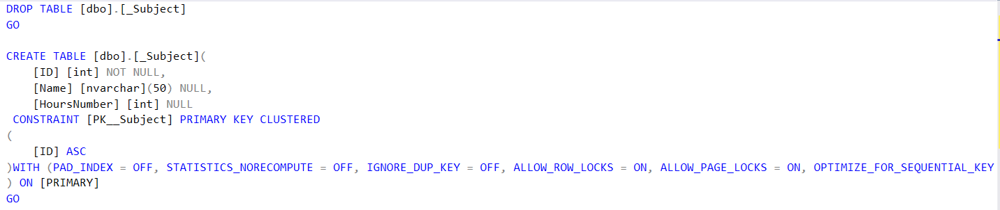 DROP TABLE [dbo].[_Subject]
GO
CREATE TABLE [dbo].[_Subject](
[ID] [int] NOT NULL,
[Name] [nvarchar](50) NULL,
[HoursNumber] [int] NULL
CONSTRAINT [PK__Subject] PRIMARY KEY CLUSTERED
(
[ID] ASC
)WITH (PAD_INDEX = OFF, STATISTICS_NORECOMPUTE = OFF, IGNORE_DUP_KEY = OFF, ALLOW_ROW_LOCKS = ON, ALLOW_PAGE_LOCKS = ON, OPTIMIZE_FOR_SEQUENTIAL_KEY
) ON [PRIMARY]
GO